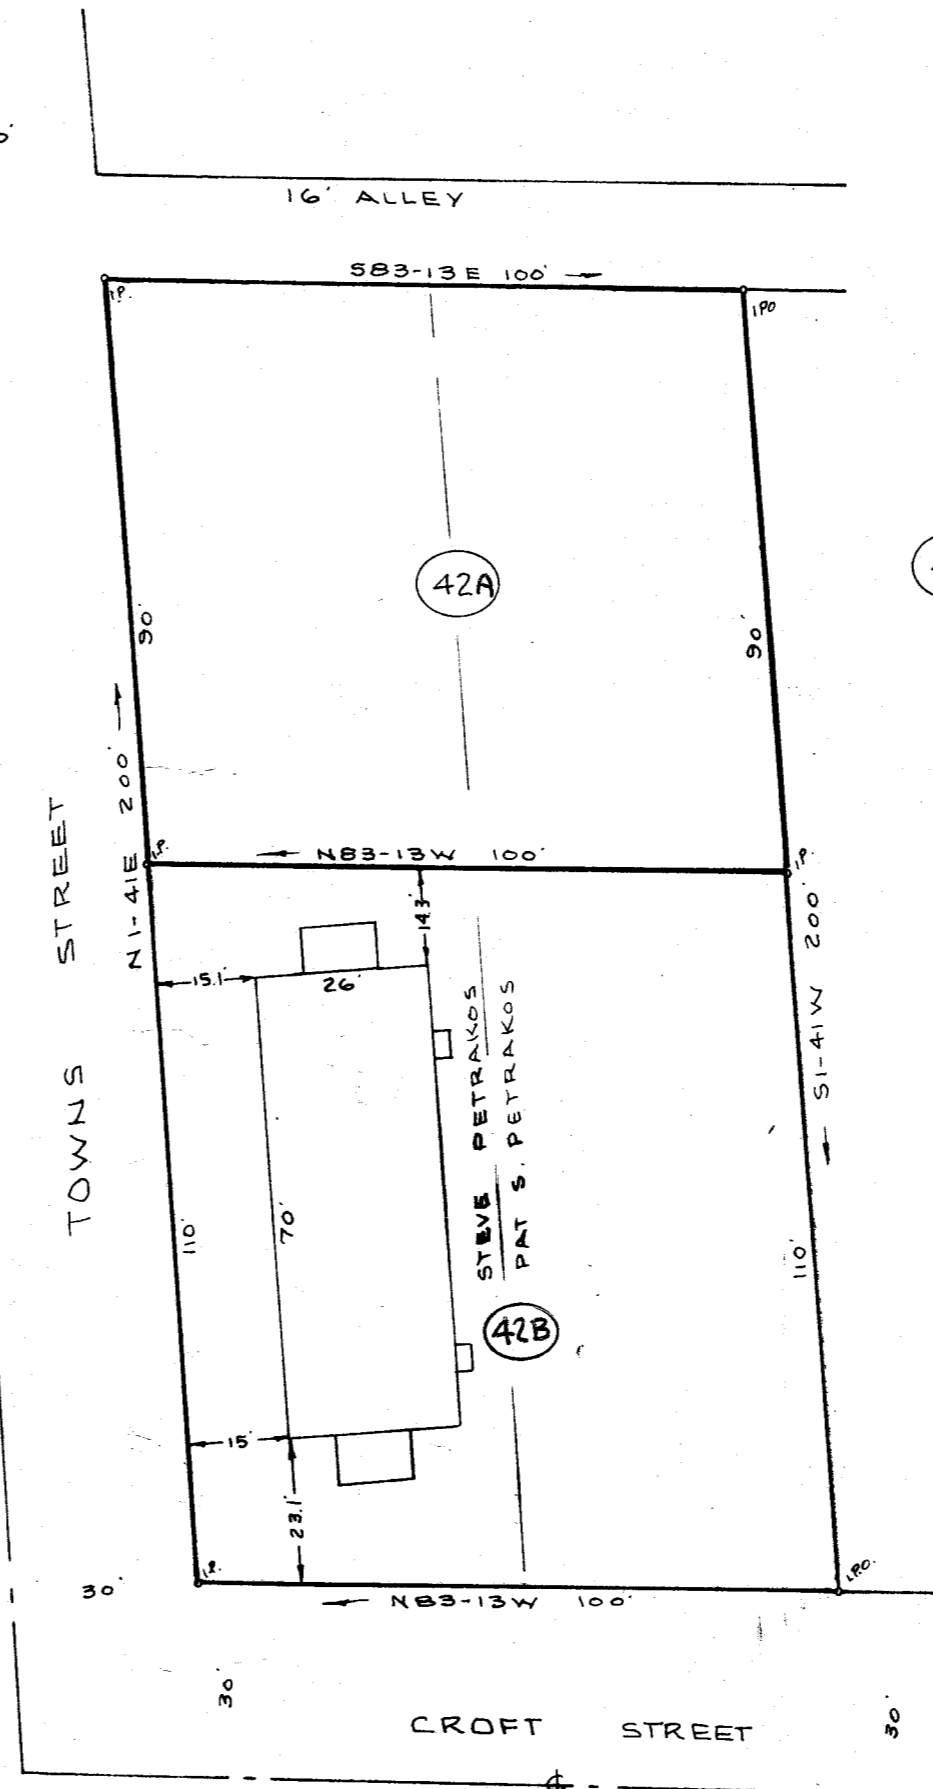 16' ALLEY
S83-13E 100'
I.P.
IPO
42A
90'
90'
N1-41E 200'
TOWNS STREET
N83-13W 100'
I.P.
I.P.
14.3'
15.1'
26'
S1-41W 200'
STEVE PETRAKOS
PAT S. PETRAKOS
110'
70'
110'
42B
15'
23.1'
I.P.
I.P.O.
30'
N83-13W 100'
30'
CROFT STREET
30'